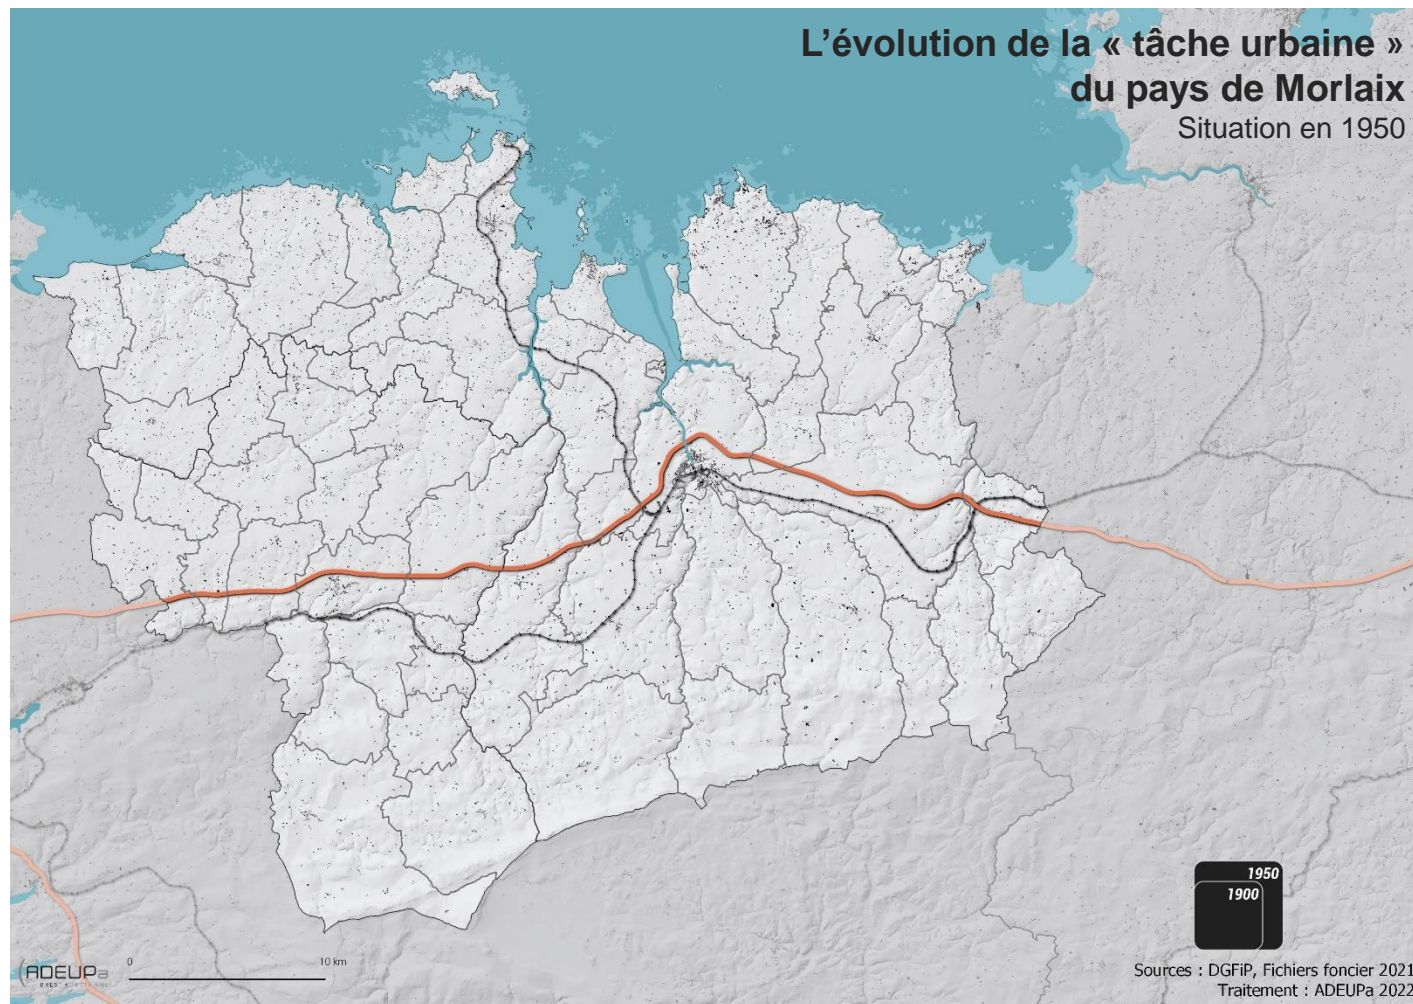 L'évolution de la « tâche urbaine »
du pays de Morlaix
Situation en 1950
1950
1900
ADEUPa
0 10 km
Sources : DGFiP, Fichiers foncier 2021
Traitement : ADEUPa 2022